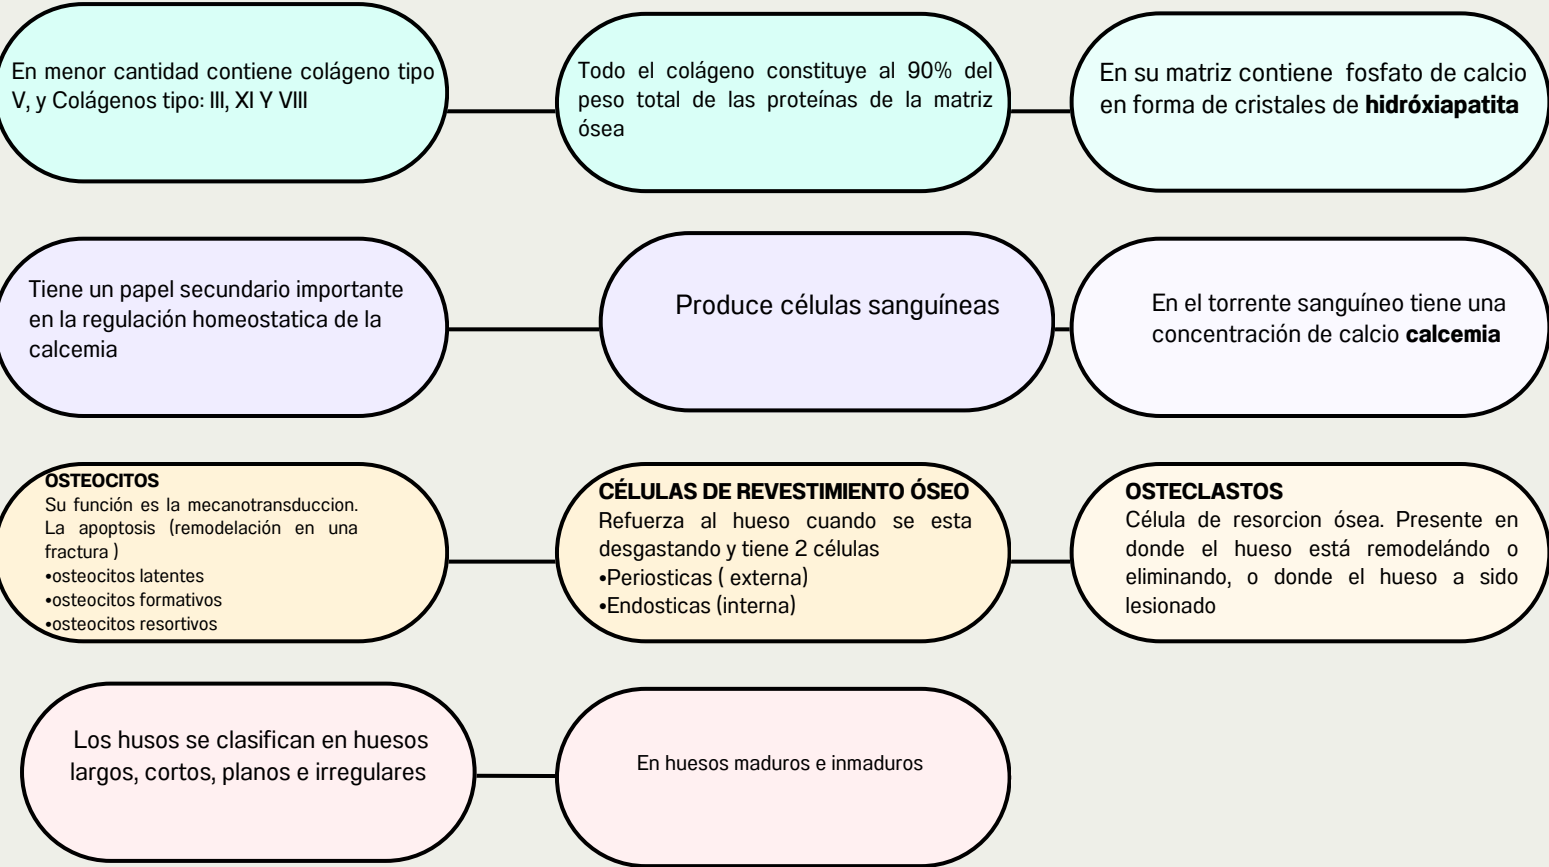 En menor cantidad contiene colágeno tipo
V, y Colágenos tipo: III, XI Y VIII
Todo el colágeno constituye al 90% del
peso total de las proteínas de la matriz
ósea
En su matriz contiene fosfato de calcio
en forma de cristales de hidróxiapatita
Tiene un papel secundario importante
en la regulación homeostatica de la
calcemia
Produce células sanguíneas
En el torrente sanguíneo tiene una
concentración de calcio calcemia
OSTEOCITOS
Su función es la mecanotransduccion.
La apoptosis (remodelación en una
fractura )
•osteocitos latentes
•osteocitos formativos
•osteocitos resortivos
CÉLULAS DE REVESTIMIENTO ÓSEO
Refuerza al hueso cuando se esta
desgastando y tiene 2 células
•Periosticas ( externa)
•Endosticas (interna)
OSTECLASTOS
Célula de resorcion ósea. Presente en
donde el hueso está remodelándo o
eliminando, o donde el hueso a sido
lesionado
Los husos se clasifican en huesos
largos, cortos, planos e irregulares
En huesos maduros e inmaduros